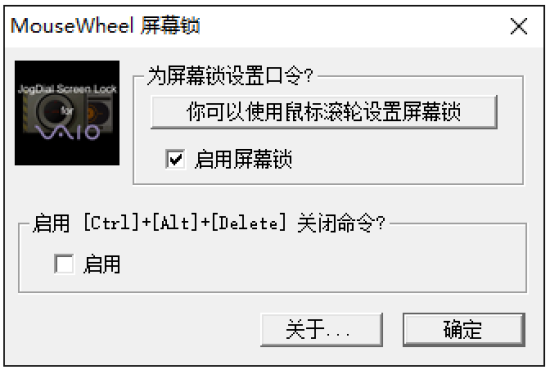 MouseWheel 屏幕锁
JogDial Screen Lock
for
VAIO
为屏幕锁设置口令?
你可以使用鼠标滚轮设置屏幕锁
启用屏幕锁
启用 [Ctrl]+[Alt]+[Delete] 关闭命令?
启用
关于...
确定